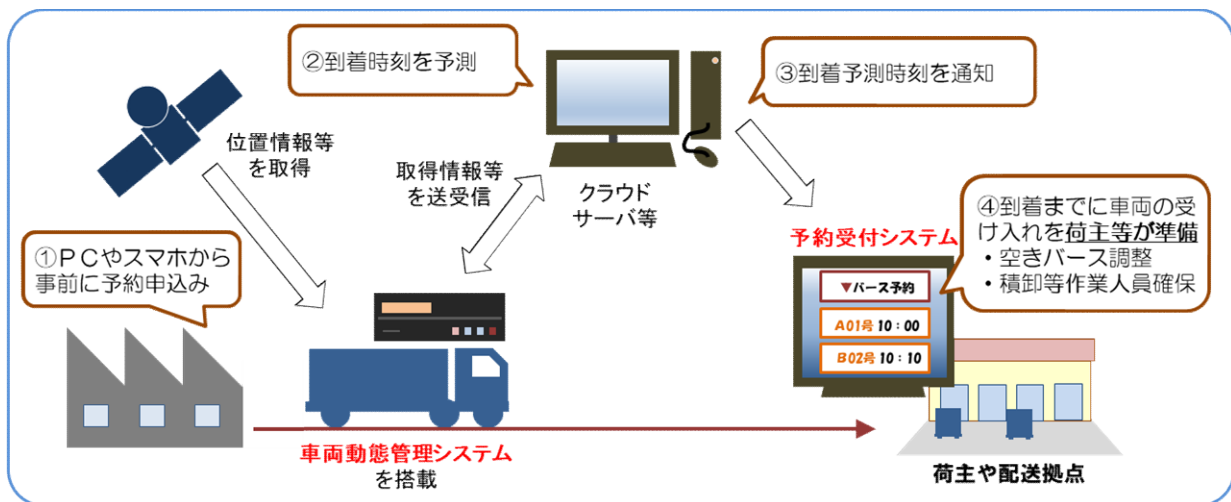 ②到着時刻を予測
③到着予測時刻を通知
位置情報等
を取得
取得情報等
を送受信
クラウド
サーバ等
④到着までに車両の受
け入れを荷主等が準備
・空きバース調整
・積卸等作業人員確保
予約受付システム
①ＰＣやスマホから
事前に予約申込み
▼バース予約
A01号 10：00
B02号 10：10
車両動態管理システム
を搭載
荷主や配送拠点